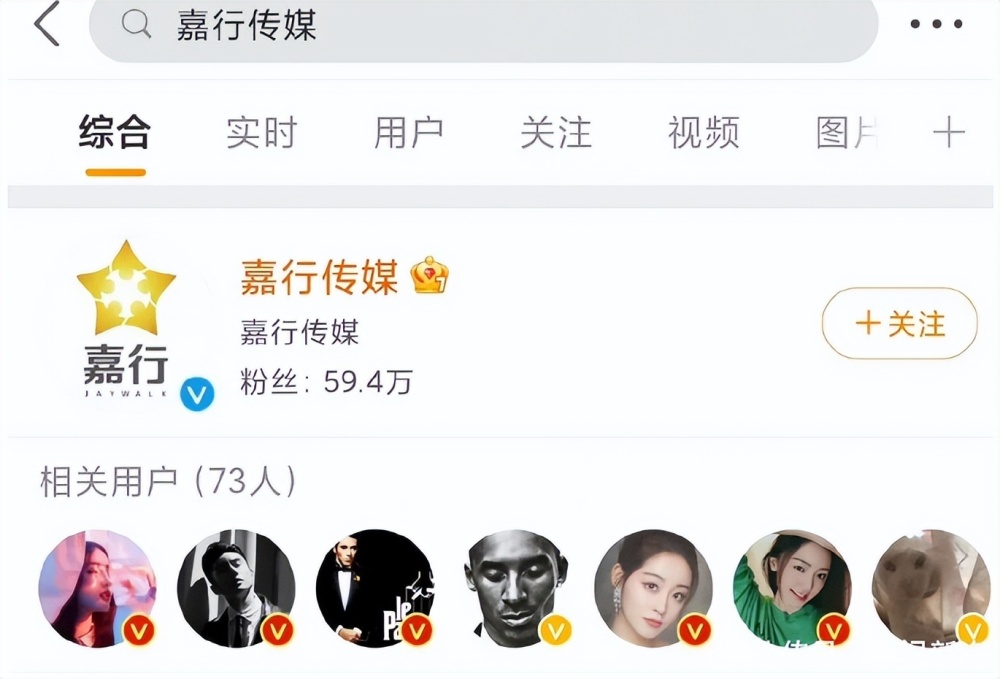 嘉行传媒
综合 实时 用户 关注 视频 图片
嘉行
JAYWALK
嘉行传媒
嘉行传媒
粉丝：59.4万
+关注
相关用户 (73人)